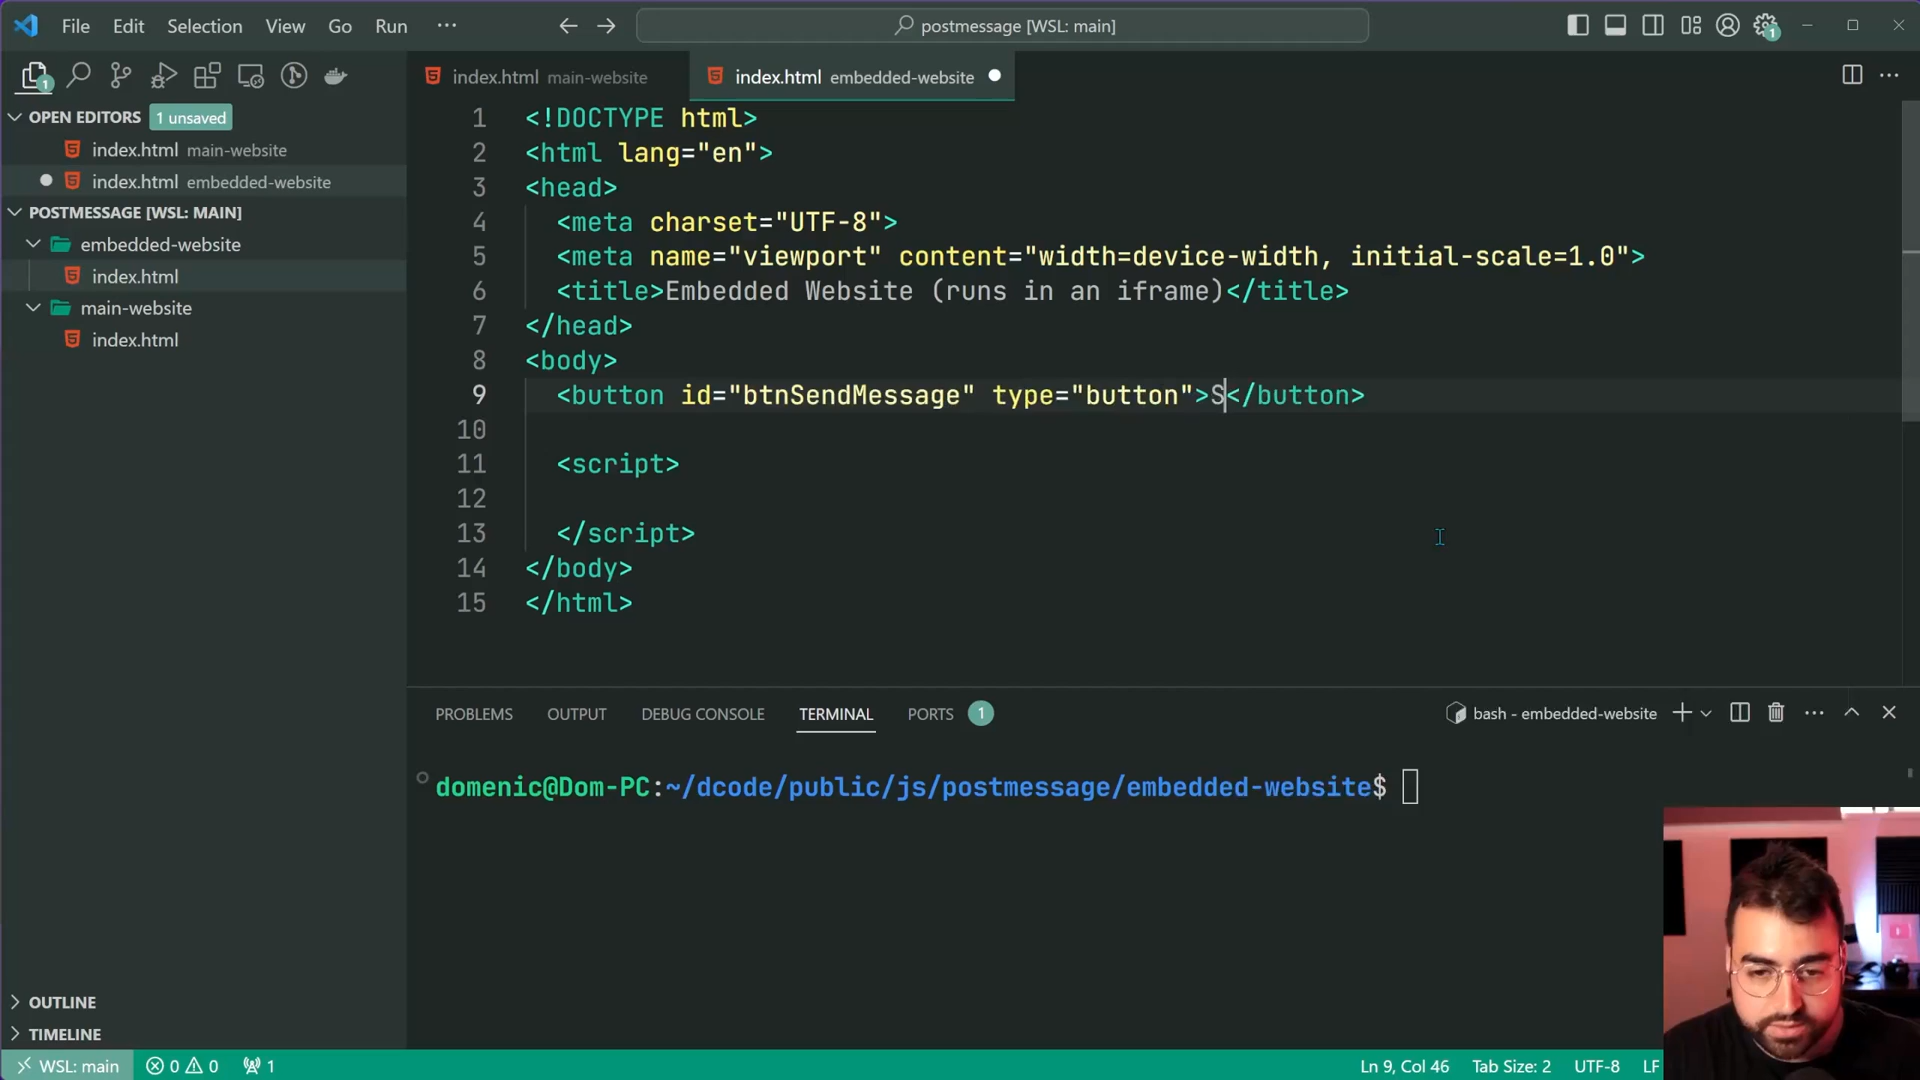 File Edit Selection View Go Run ···
postmessage [WSL: main]
1
1
index.html main-website
index.html embedded-website
OPEN EDITORS 1 unsaved
index.html main-website
index.html embedded-website
POSTMESSAGE [WSL: MAIN]
embedded-website
index.html
main-website
index.html
1 <!DOCTYPE html>
2 <html lang="en">
3 <head>
4 <meta charset="UTF-8">
5 <meta name="viewport" content="width=device-width, initial-scale=1.0">
6 <title>Embedded Website (runs in an iframe)</title>
7 </head>
8 <body>
9 <button id="btnSendMessage" type="button">S</button>
10
11 <script>
12
13 </script>
14 </body>
15 </html>
PROBLEMS OUTPUT DEBUG CONSOLE TERMINAL PORTS 1
bash - embedded-website
domenic@Dom-PC:~/dcode/public/js/postmessage/embedded-website$
OUTLINE
TIMELINE
WSL: main 0 0 1 Ln 9, Col 46 Tab Size: 2 UTF-8 LF